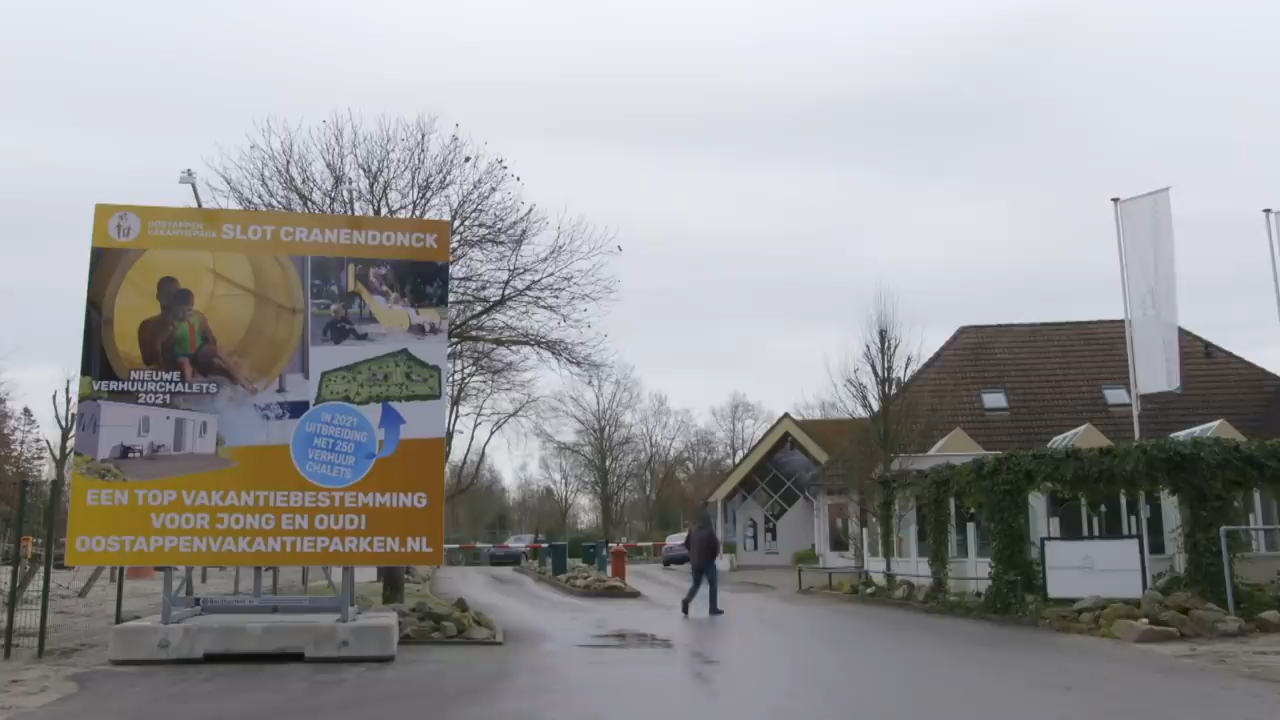 OOSTAPPEN
VAKANTIEPARK
SLOT CRANENDONCK
NIEUWE
VERHUURCHALETS
2021
IN 2021
UITBREIDING
MET 250
VERHUUR
CHALETS
EEN TOP VAKANTIEBESTEMMING
VOOR JONG EN OUD!
OOSTAPPENVAKANTIEPARKEN.NL